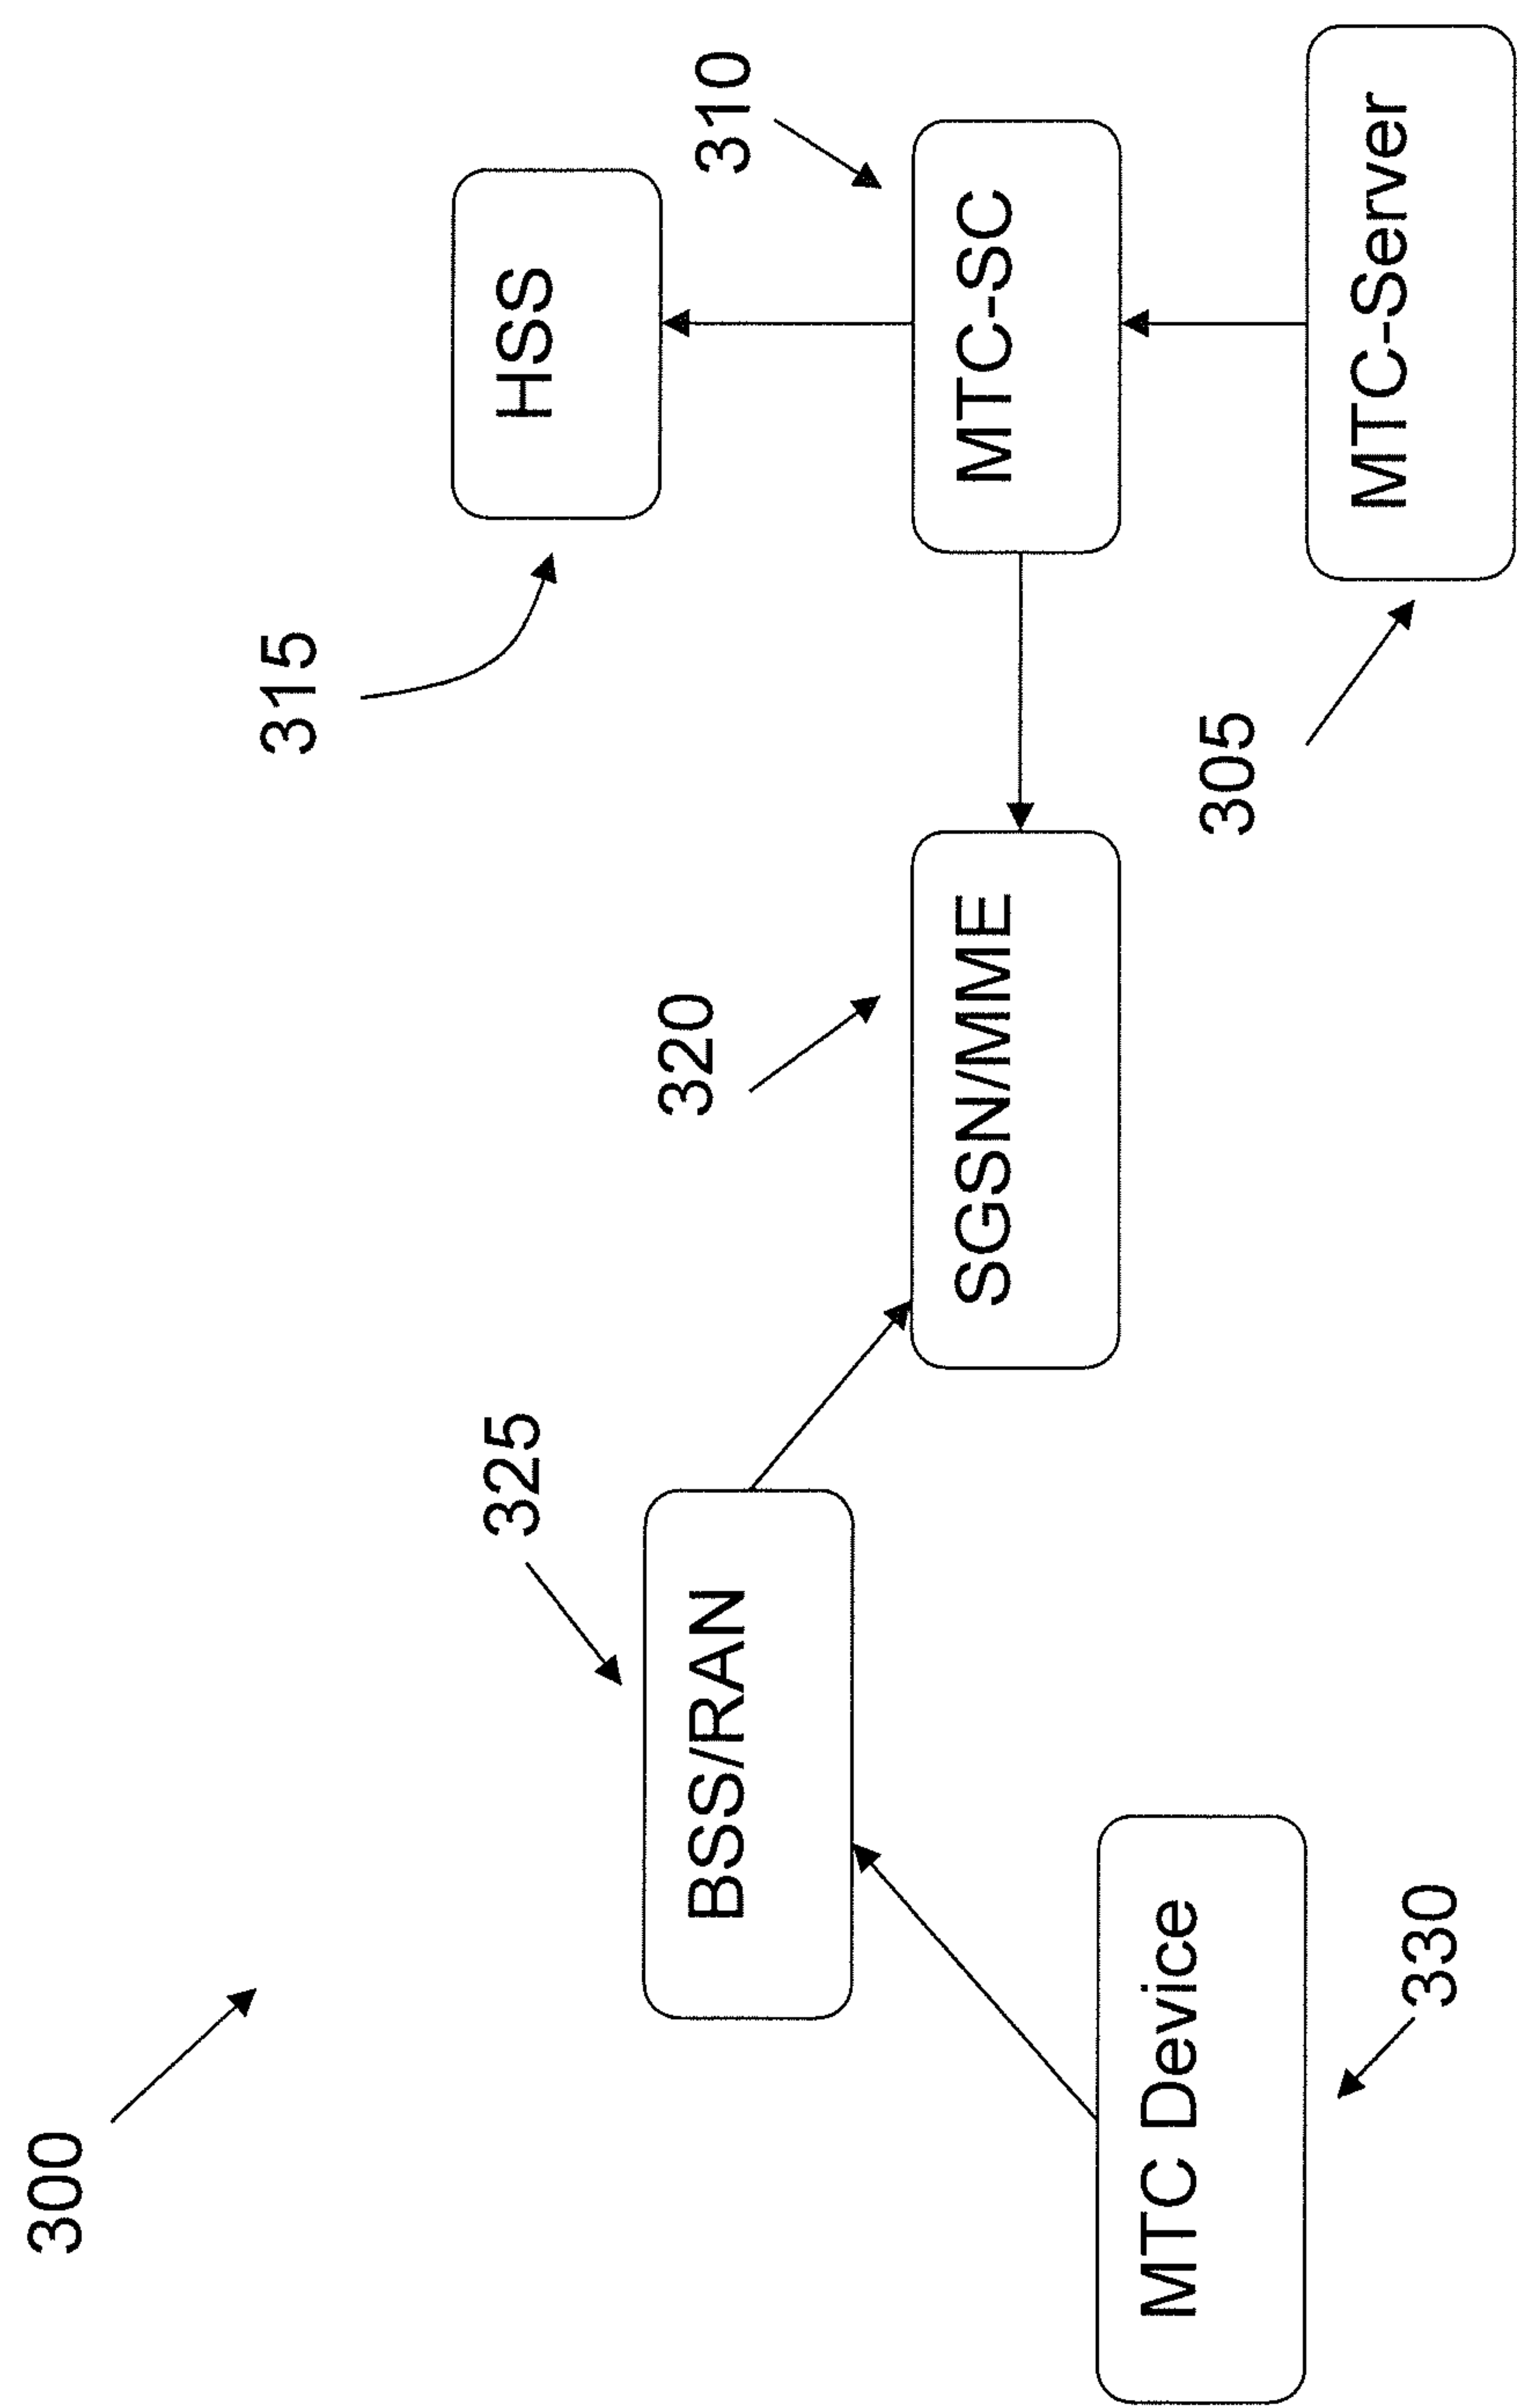 300
315
325
HSS
320
BSS/RAN
310
SGSN/MME
MTC-SC
MTC Device
305
MTC-Server
330